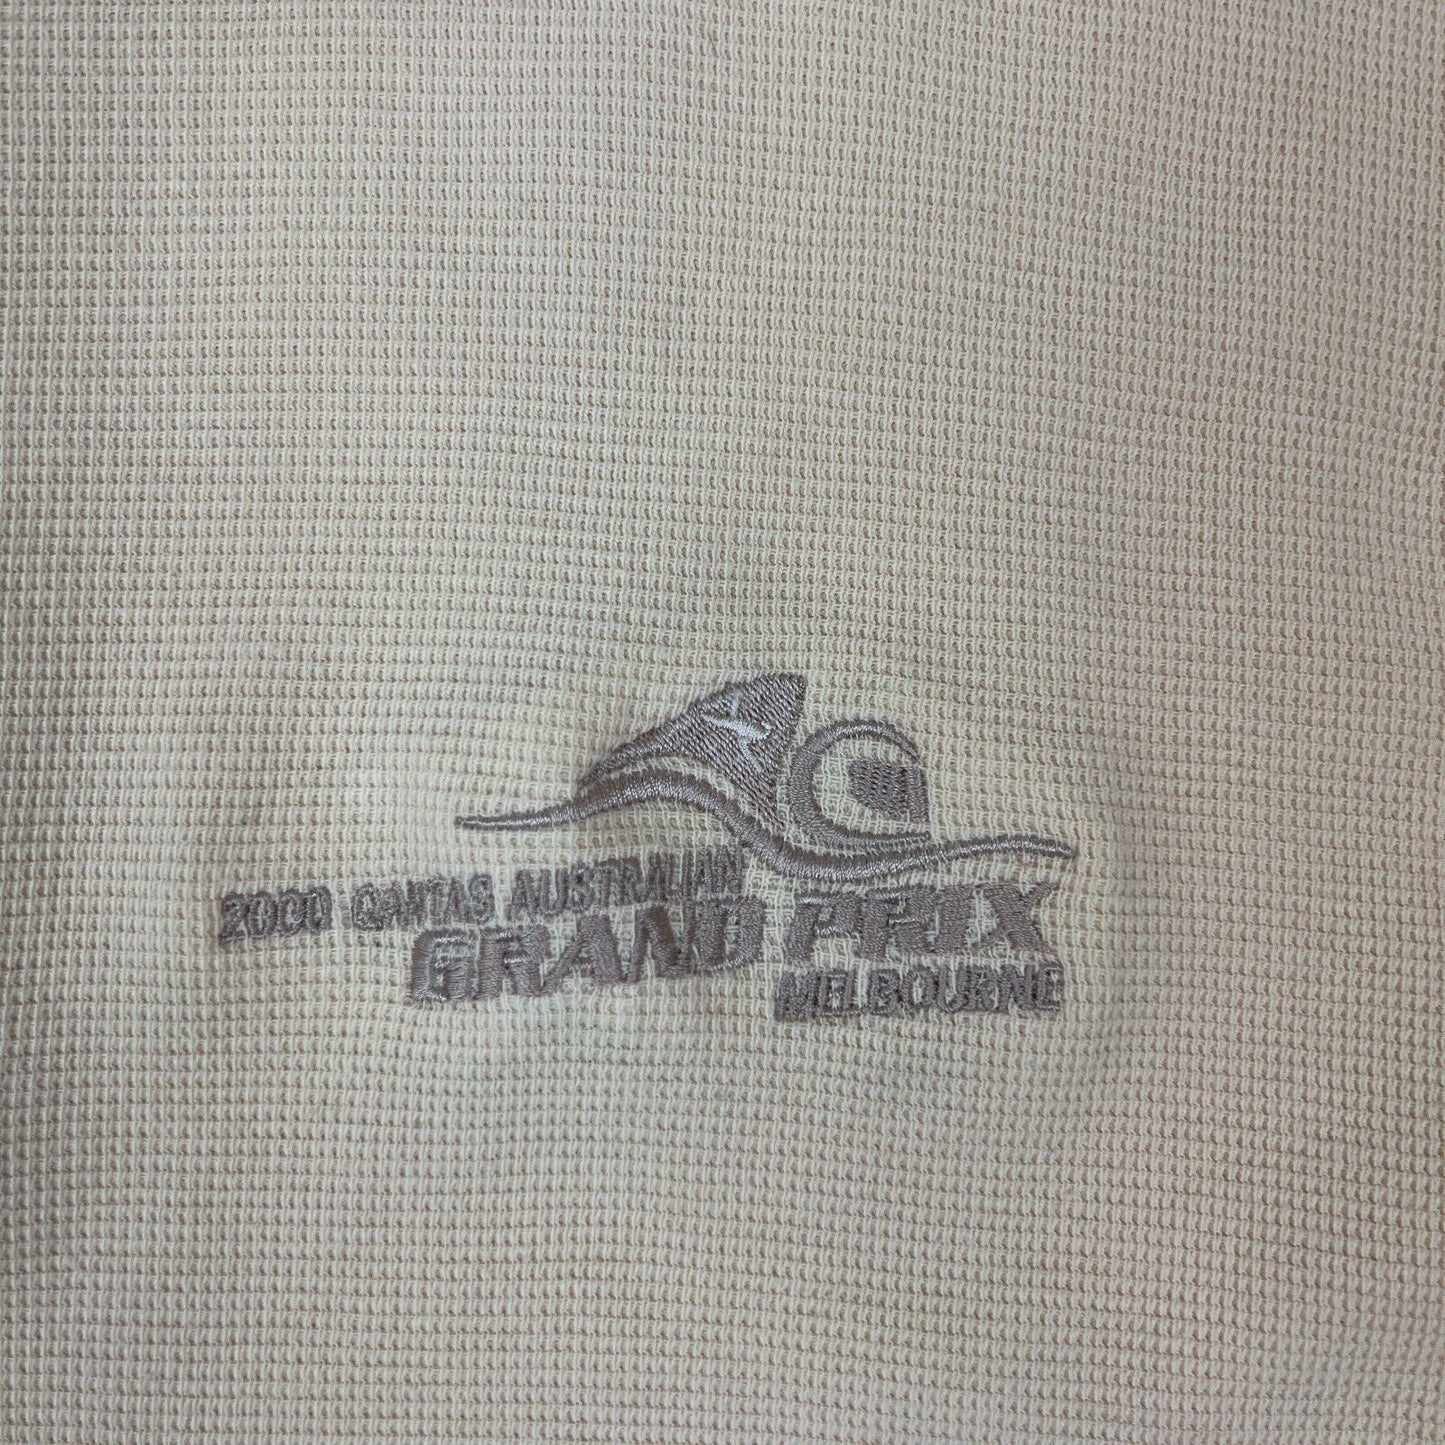 2000 QANTAS AUSTRALIAN
GRAND PRIX
MELBOURNE